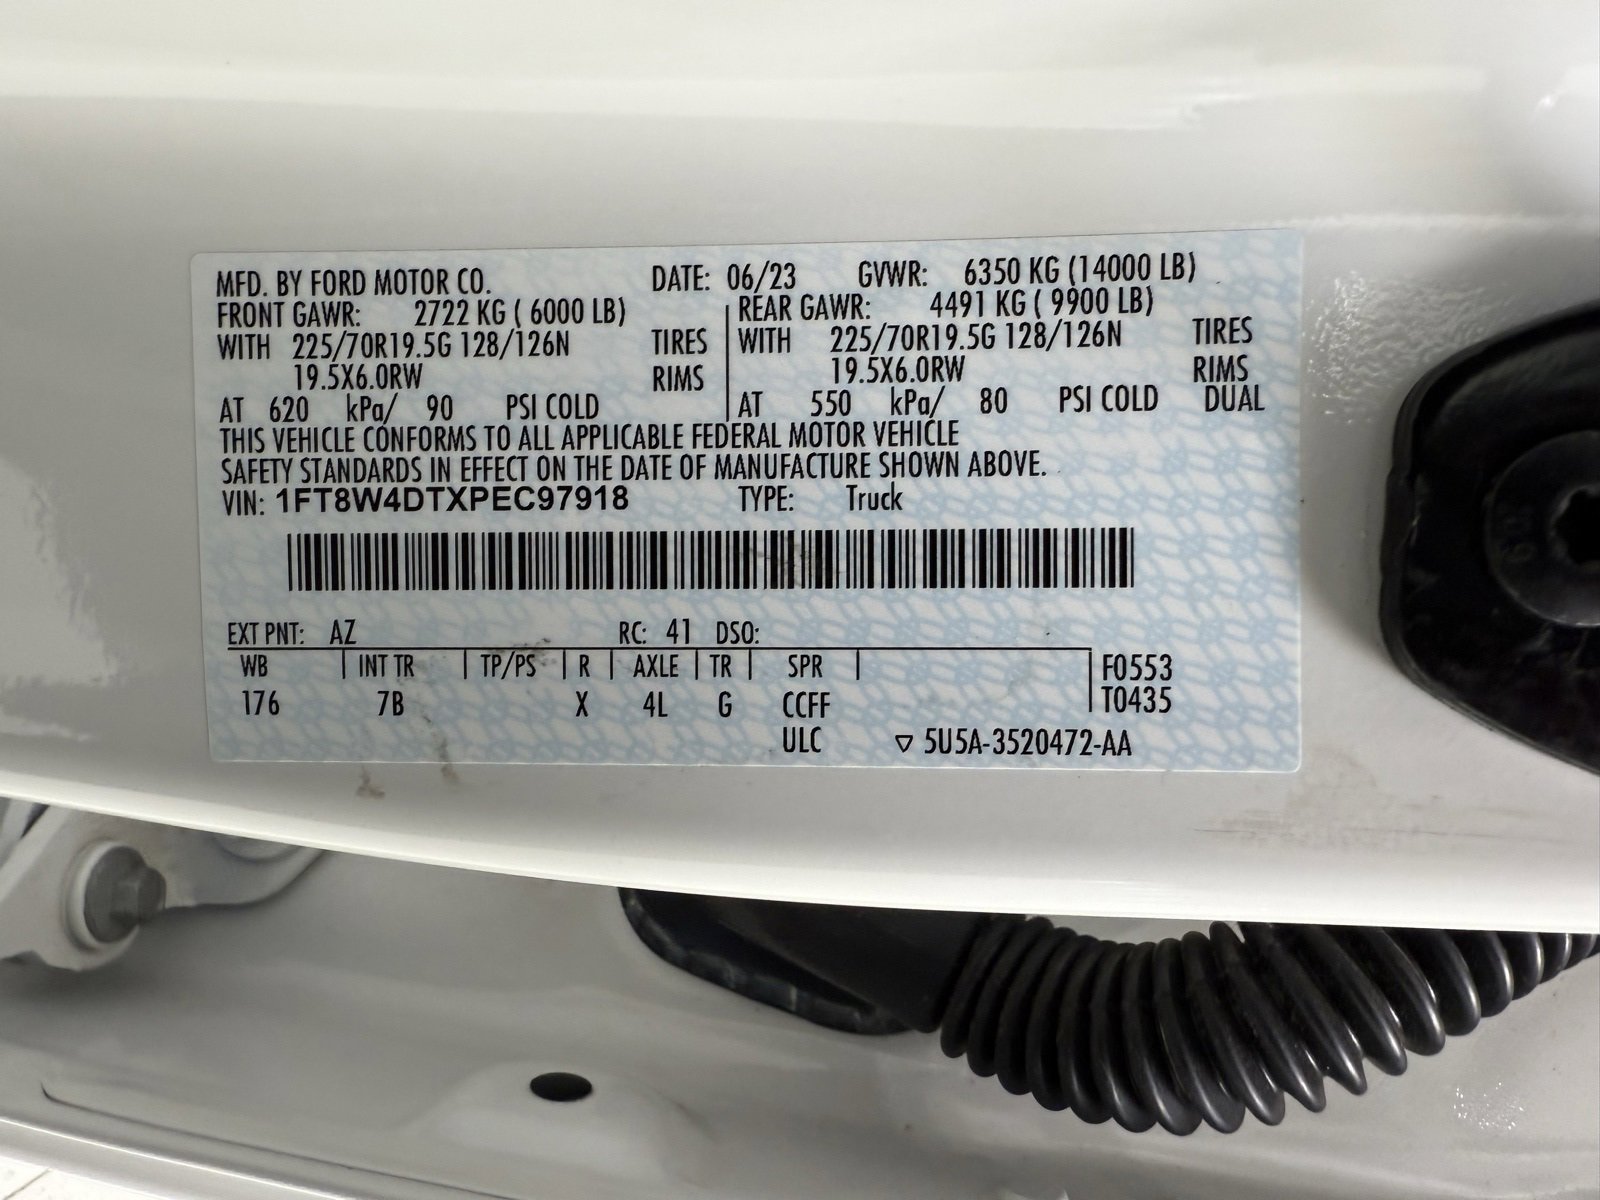 MFD. BY FORD MOTOR CO. DATE: 06/23 GVWR: 6350 KG (14000 LB)
FRONT GAWR: 2722 KG ( 6000 LB) REAR GAWR: 4491 KG ( 9900 LB)
WITH 225/70R19.5G 128/126N TIRES WITH 225/70R19.5G 128/126N TIRES
19.5X6.0RW RIMS 19.5X6.0RW RIMS
AT 620 kPa/ 90 PSI COLD AT 550 kPa/ 80 PSI COLD DUAL
THIS VEHICLE CONFORMS TO ALL APPLICABLE FEDERAL MOTOR VEHICLE
SAFETY STANDARDS IN EFFECT ON THE DATE OF MANUFACTURE SHOWN ABOVE.
VIN: 1FT8W4DTXPEC97918 TYPE: Truck
EXT PNT: AZ RC: 41 DSO:
WB INT TR TP/PS R AXLE TR SPR F0553
176 7B X 4L G CCFF T0435
ULC ▽ 5U5A-3520472-AA